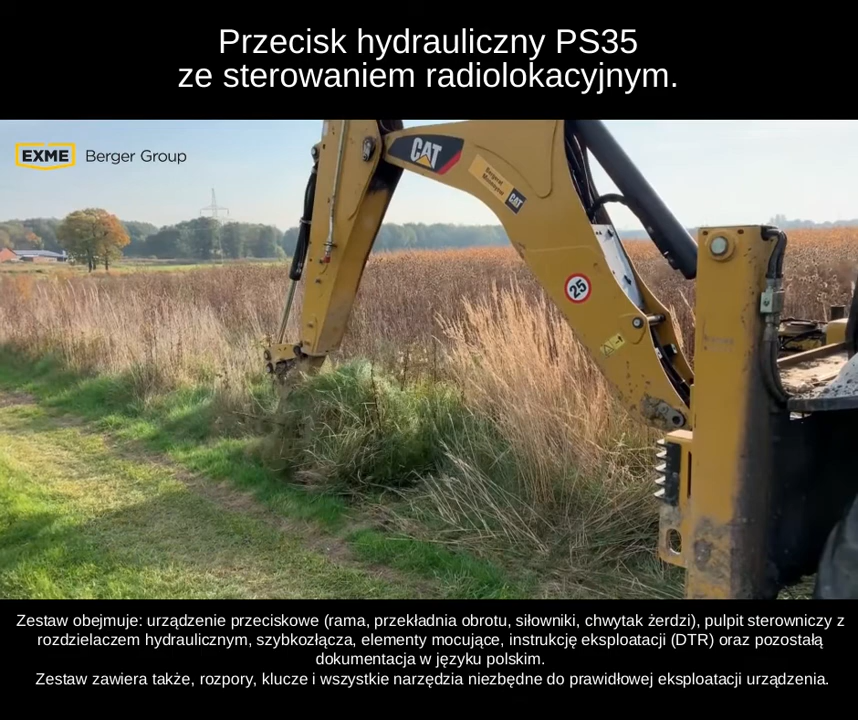 Przecisk hydrauliczny PS35
ze sterowaniem radiolokacyjnym.
EXME Berger Group
CAT
Bergerat
Monnoyeur
CAT
25
Zestaw obejmuje: urządzenie przeciskowe (rama, przekładnia obrotu, siłowniki, chwytak żerdzi), pulpit sterowniczy z
rozdzielaczem hydraulicznym, szybkozłącza, elementy mocujące, instrukcję eksploatacji (DTR) oraz pozostałą
dokumentacja w języku polskim.
Zestaw zawiera także, rozpory, klucze i wszystkie narzędzia niezbędne do prawidłowej eksploatacji urządzenia.